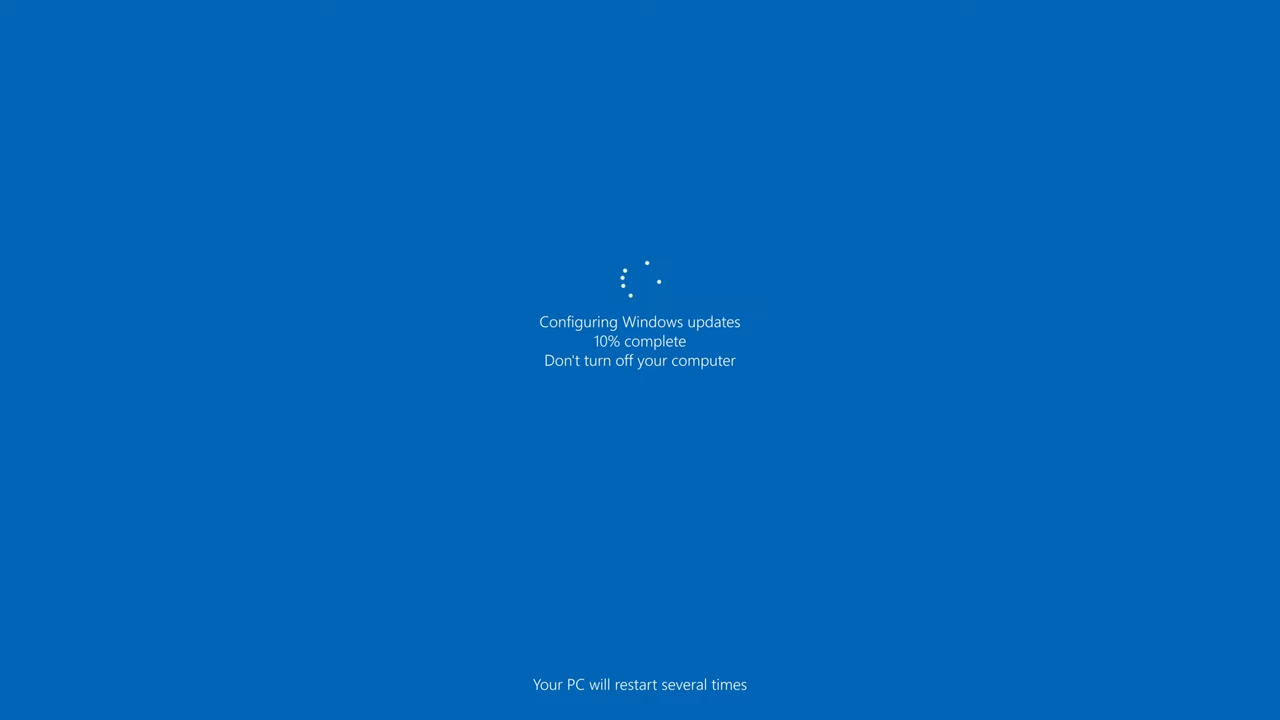 Configuring Windows updates
10% complete
Don't turn off your computer
Your PC will restart several times